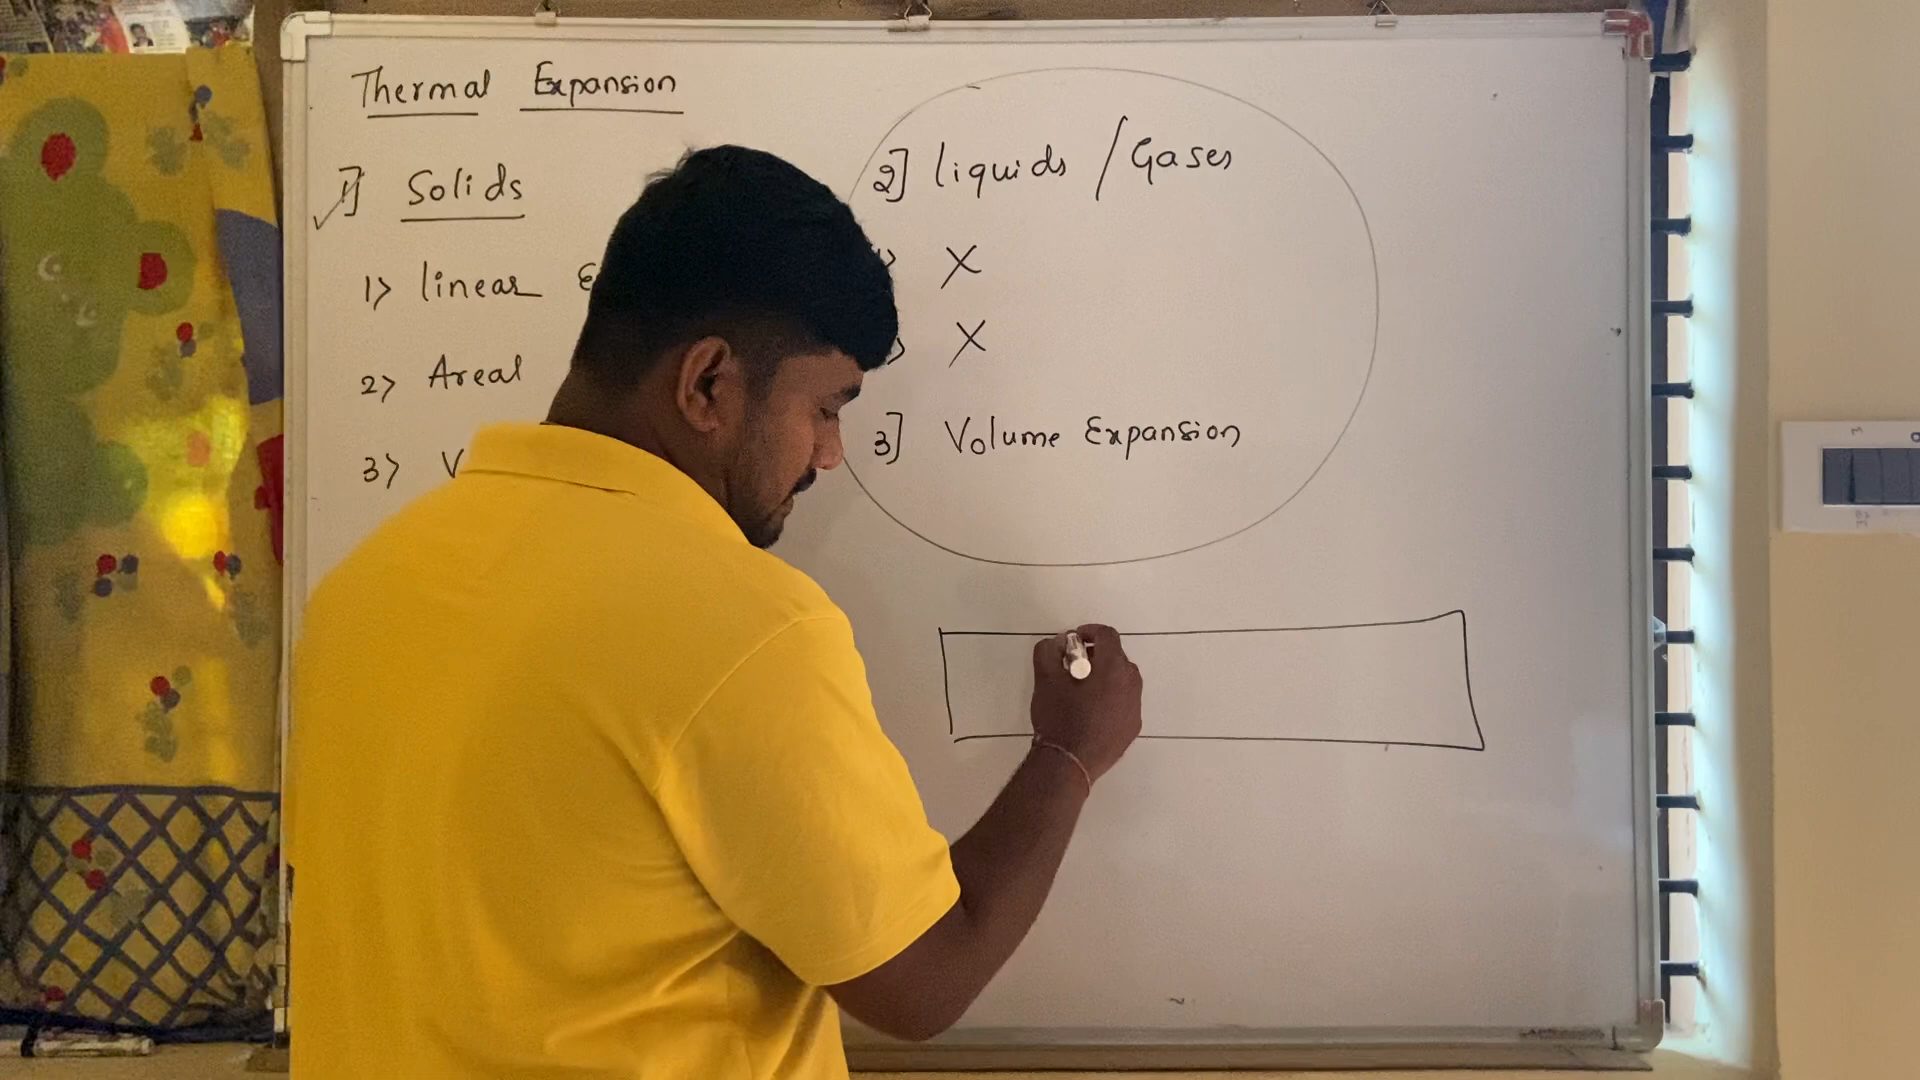 Thermal Expansion
1] Solids
1> linear
2> Areal
3> V
2] liquids / Gases
> X
> X
3] Volume Expansion